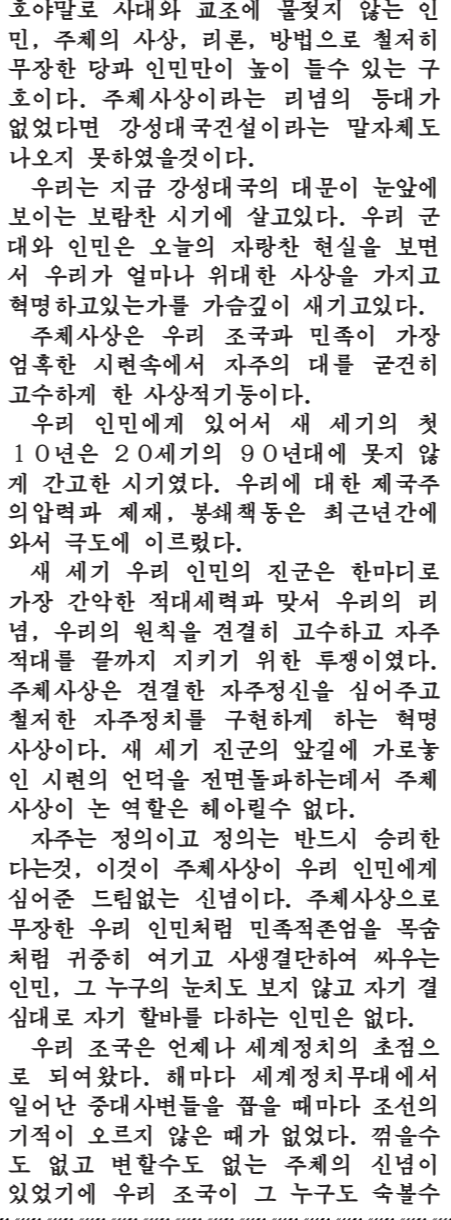 호야말로 사대와 교조에 물젖지 않는 인
민, 주체의 사상, 리론, 방법으로 철저히
무장한 당과 인민만이 높이 들수 있는 구
호이다. 주체사상이라는 리념의 등대가
없었다면 강성대국건설이라는 말자체도
나오지 못하였을것이다.
우리는 지금 강성대국의 대문이 눈앞에
보이는 보람찬 시기에 살고있다. 우리 군
대와 인민은 오늘의 자랑찬 현실을 보면
서 우리가 얼마나 위대한 사상을 가지고
혁명하고있는가를 가슴깊이 새기고있다.
주체사상은 우리 조국과 민족이 가장
엄혹한 시련속에서 자주의 대를 굳건히
고수하게 한 사상적기둥이다.
우리 인민에게 있어서 새 세기의 첫
10년은 20세기의 90년대에 못지 않
게 간고한 시기였다. 우리에 대한 제국주
의압력과 제재, 봉쇄책동은 최근년간에
와서 극도에 이르렀다.
새 세기 우리 인민의 진군은 한마디로
가장 간악한 적대세력과 맞서 우리의 리
념, 우리의 원칙을 견결히 고수하고 자주
적대를 끝까지 지키기 위한 투쟁이였다.
주체사상은 견결한 자주정신을 심어주고
철저한 자주정치를 구현하게 하는 혁명
사상이다. 새 세기 진군의 앞길에 가로놓
인 시련의 언덕을 전면돌파하는데서 주체
사상이 논 역할은 헤아릴수 없다.
자주는 정의이고 정의는 반드시 승리한
다는것, 이것이 주체사상이 우리 인민에게
심어준 드팀없는 신념이다. 주체사상으로
무장한 우리 인민처럼 민족적존엄을 목숨
처럼 귀중히 여기고 사생결단하여 싸우는
인민, 그 누구의 눈치도 보지 않고 자기 결
심대로 자기 할바를 다하는 인민은 없다.
우리 조국은 언제나 세계정치의 초점으
로 되여왔다. 해마다 세계정치무대에서
일어난 중대사변들을 꼽을 때마다 조선의
기적이 오르지 않은 때가 없었다. 꺾을수
도 없고 변할수도 없는 주체의 신념이
있었기에 우리 조국이 그 누구도 숙볼수